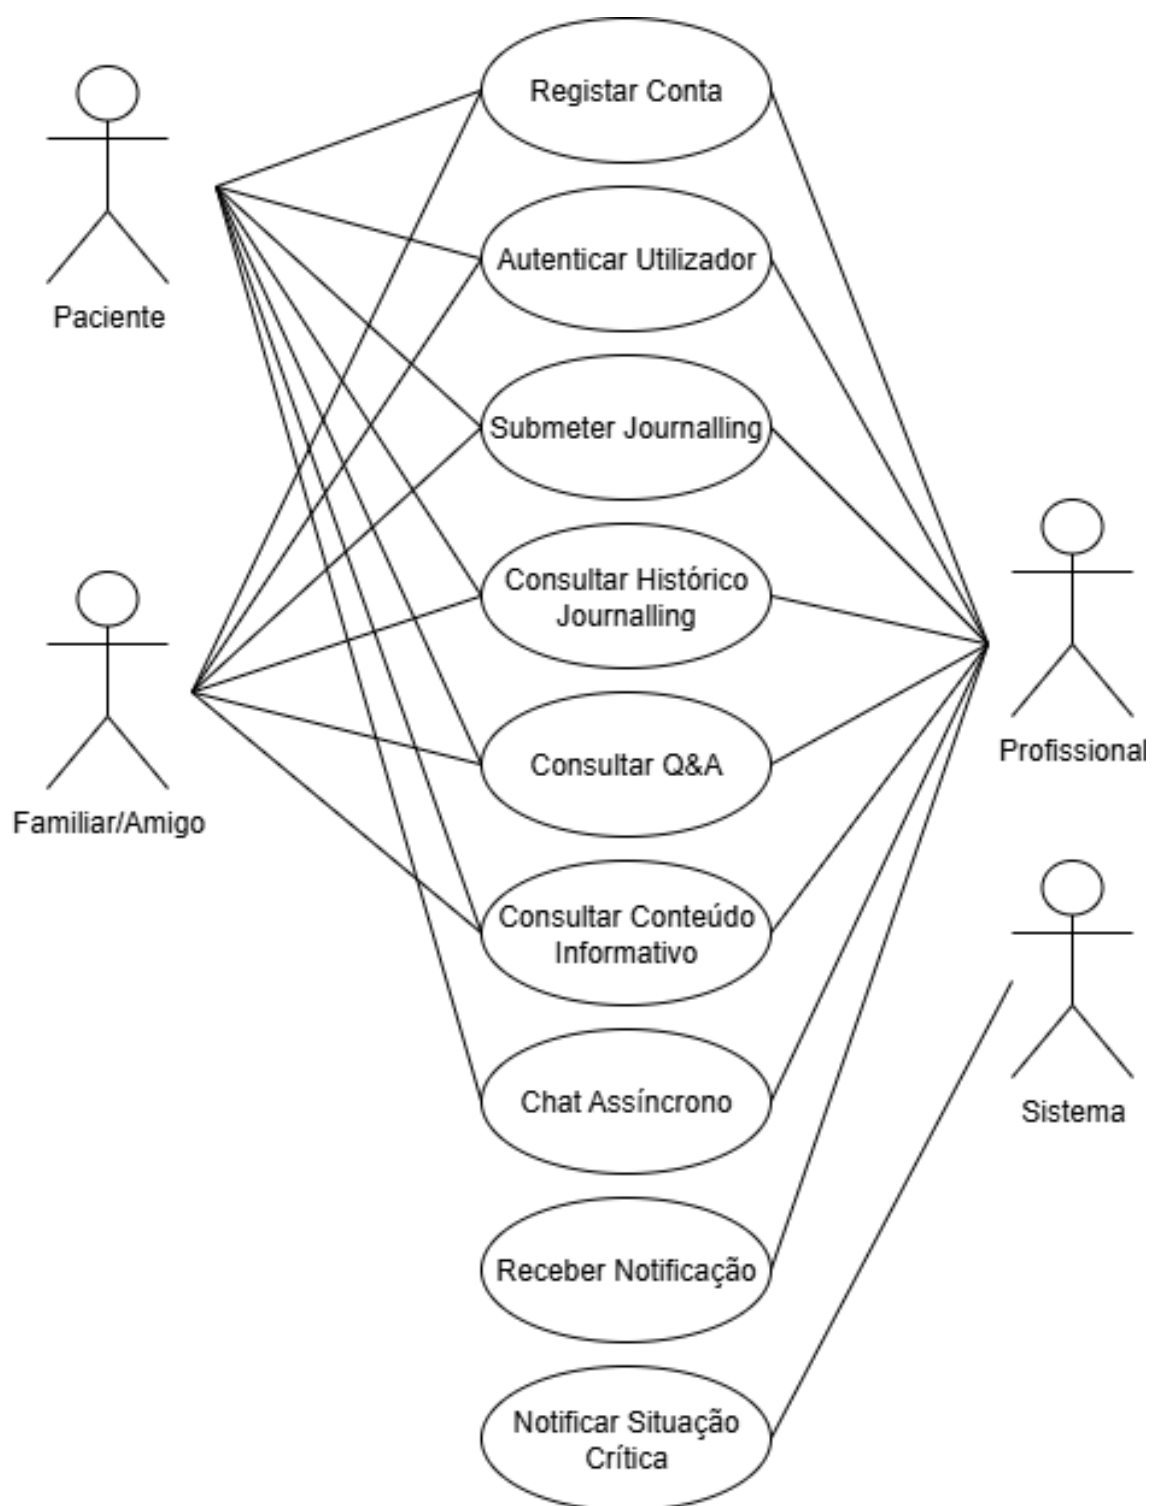 Registar Conta
Paciente
Autenticar Utilizador
Submeter Journalling
Consultar Histórico
Journalling
Familiar/Amigo
Consultar Q&A
Profissional
Consultar Conteúdo
Informativo
Chat Assíncrono
Sistema
Receber Notificação
Notificar Situação
Crítica